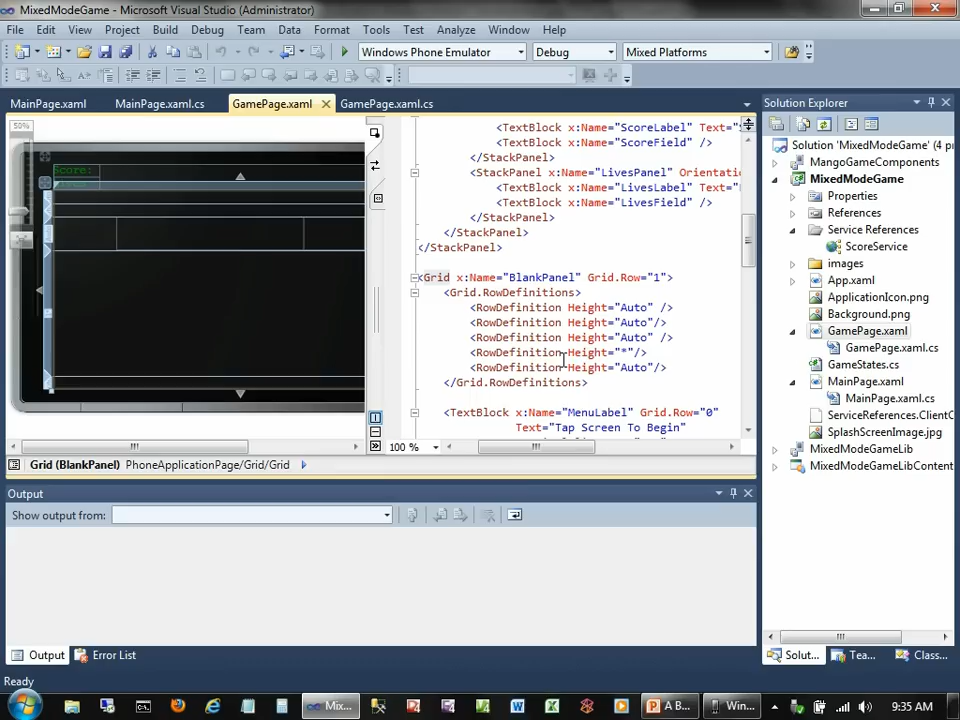 MixedModeGame - Microsoft Visual Studio (Administrator)
File Edit View Project Build Debug Team Data Format Tools Test Analyze Window Help
Windows Phone Emulator Debug Mixed Platforms
MainPage.xaml MainPage.xaml.cs GamePage.xaml GamePage.xaml.cs
50%
Score:
<TextBlock x:Name="ScoreLabel" Text="
<TextBlock x:Name="ScoreField" />
</StackPanel>
<StackPanel x:Name="LivesPanel" Orientatio
<TextBlock x:Name="LivesLabel" Text="
<TextBlock x:Name="LivesField" />
</StackPanel>
</StackPanel>
</StackPanel>
<Grid x:Name="BlankPanel" Grid.Row="1">
<Grid.RowDefinitions>
<RowDefinition Height="Auto" />
<RowDefinition Height="Auto"/>
<RowDefinition Height="Auto" />
<RowDefinition Height="*"/>
<RowDefinition Height="Auto"/>
</Grid.RowDefinitions>
<TextBlock x:Name="MenuLabel" Grid.Row="0"
Text="Tap Screen To Begin"
100 %
Grid (BlankPanel) PhoneApplicationPage/Grid/Grid
Solution Explorer
Solution 'MixedModeGame' (4 pr
MangoGameComponents
MixedModeGame
Properties
References
Service References
ScoreService
images
App.xaml
ApplicationIcon.png
Background.png
GamePage.xaml
GamePage.xaml.cs
GameStates.cs
MainPage.xaml
MainPage.xaml.cs
ServiceReferences.ClientC
SplashScreenImage.jpg
MixedModeGameLib
MixedModeGameLibContent
Solut... Tea... Class...
Output
Show output from:
Output Error List
Ready
Mix... A B... Win... 9:35 AM